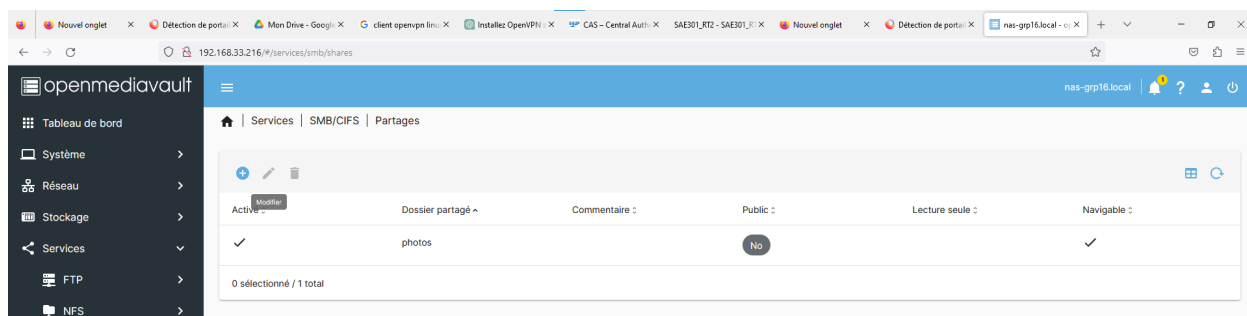 Nouvel onglet Détection de portail Mon Drive - Google client openvpn linux Installez OpenVPN CAS – Central Authe SAE301_RT2 - SAE301_RT Nouvel onglet Détection de portail nas-grp16.local - o
192.168.33.216/#/services/smb/shares
openmediavault
nas-grp16.local 1 ?
Tableau de bord
Services | SMB/CIFS | Partages
Système
Réseau
Modifier
Stockage
Activé Dossier partagé Commentaire Public Lecture seule Navigable
Services
photos No
FTP
0 sélectionné / 1 total
NFS